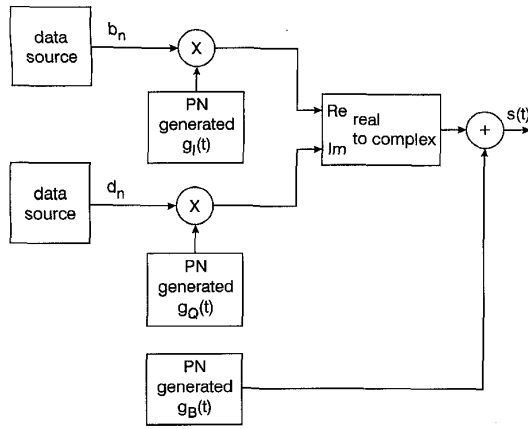 data
source
b_n
X
PN
generated
g_I(t)
Re
Im
real
to complex
+
s(t)
data
source
d_n
X
PN
generated
g_Q(t)
PN
generated
g_B(t)